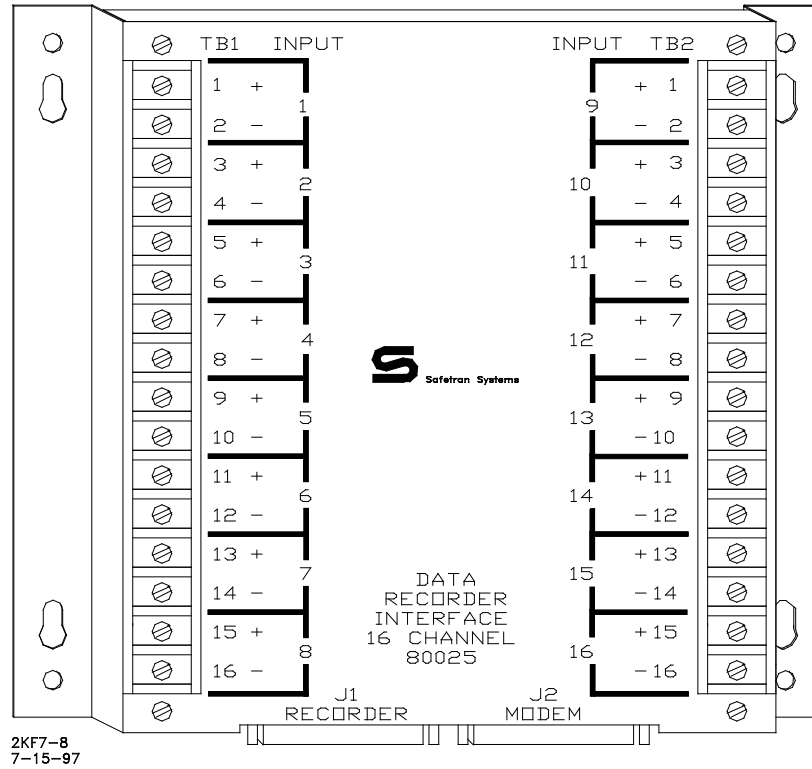 TB1 INPUT INPUT TB2
1 + + 1
1 9
2 - - 2
3 + + 3
2 10
4 - - 4
5 + + 5
3 11
6 - - 6
7 + + 7
4 12
8 - - 8
Safetran Systems
9 + + 9
5 13
10 - - 10
11 + + 11
6 14
12 - - 12
13 + + 13
7 15
14 - - 14
DATA
RECORDER
INTERFACE
16 CHANNEL
80025
15 + + 15
8 16
16 - - 16
J1 J2
RECORDER MODEM
2KF7-8
7-15-97